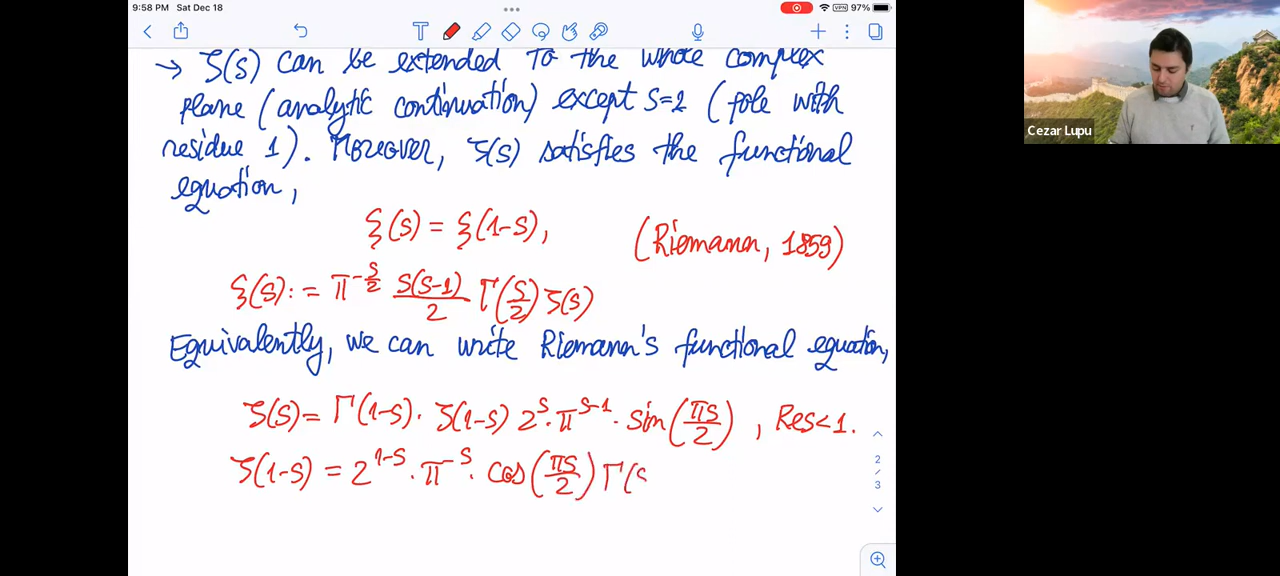 9:58 PM Sat Dec 18
VPN 97%
T
→ ζ(s) can be extended to the whole complex
plane (analytic continuation) except s=1 (pole with
residue 1). Moreover, ζ(s) satisfies the functional
equation,
ξ(s) = ξ(1-s), (Riemann, 1859)
ξ(s) := π^{-s/2} s(s-1)/2 Γ(s/2) ζ(s)
Equivalently, we can write Riemann's functional equation,
ζ(s) = Γ(1-s) · ζ(1-s) 2^s · π^{s-1} · sin(πs/2), Res<1.
ζ(1-s) = 2^{1-s} · π^{-s} · cos(πs/2) Γ(s
2
/
3
Cezar Lupu